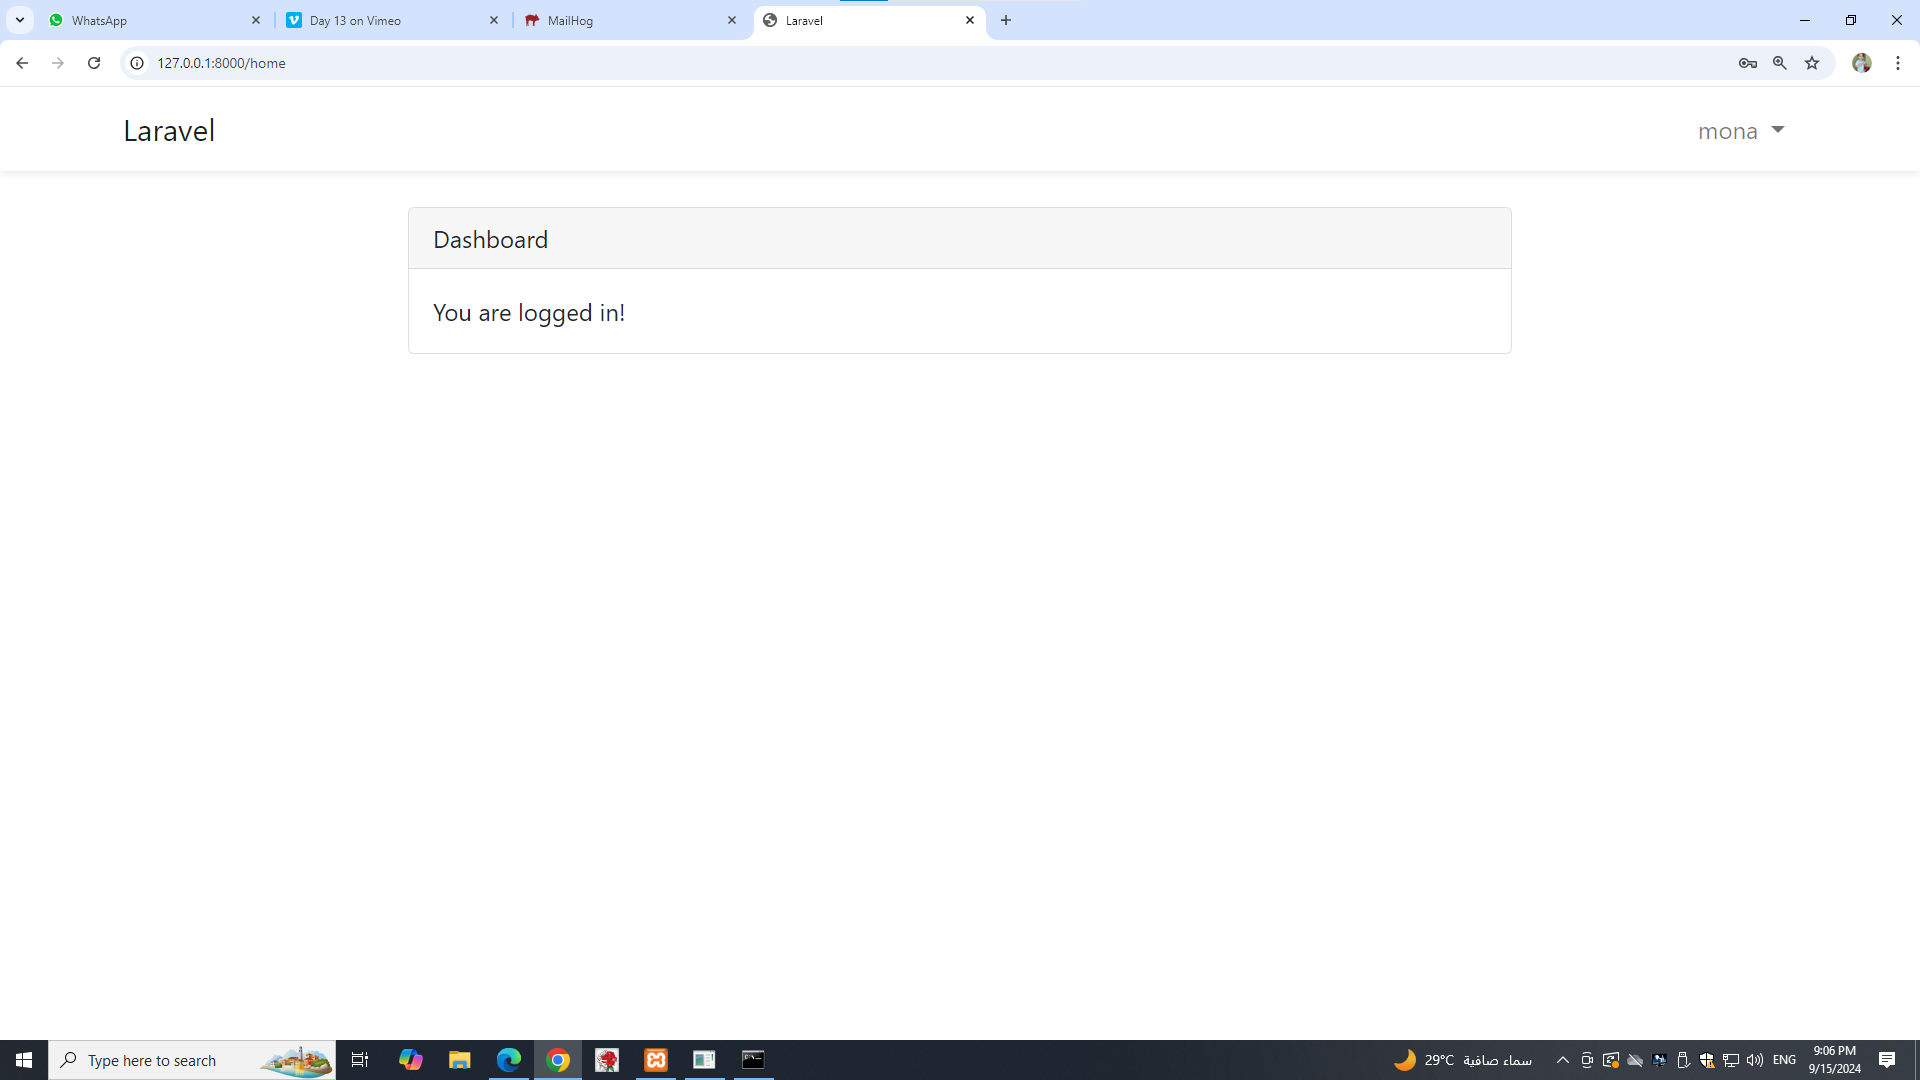 WhatsApp
Day 13 on Vimeo
MailHog
Laravel
127.0.0.1:8000/home
Laravel
mona
Dashboard
You are logged in!
Type here to search
29°C سماء صافية
ENG
9:06 PM
9/15/2024